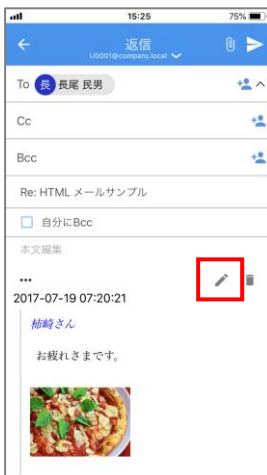 15:25
75%
返信
U0001@company.local
To 長 長尾 民男
Cc
Bcc
Re: HTML メールサンプル
自分にBcc
本文編集
•••
2017-07-19 07:20:21
柿崎さん
お疲れさまです。